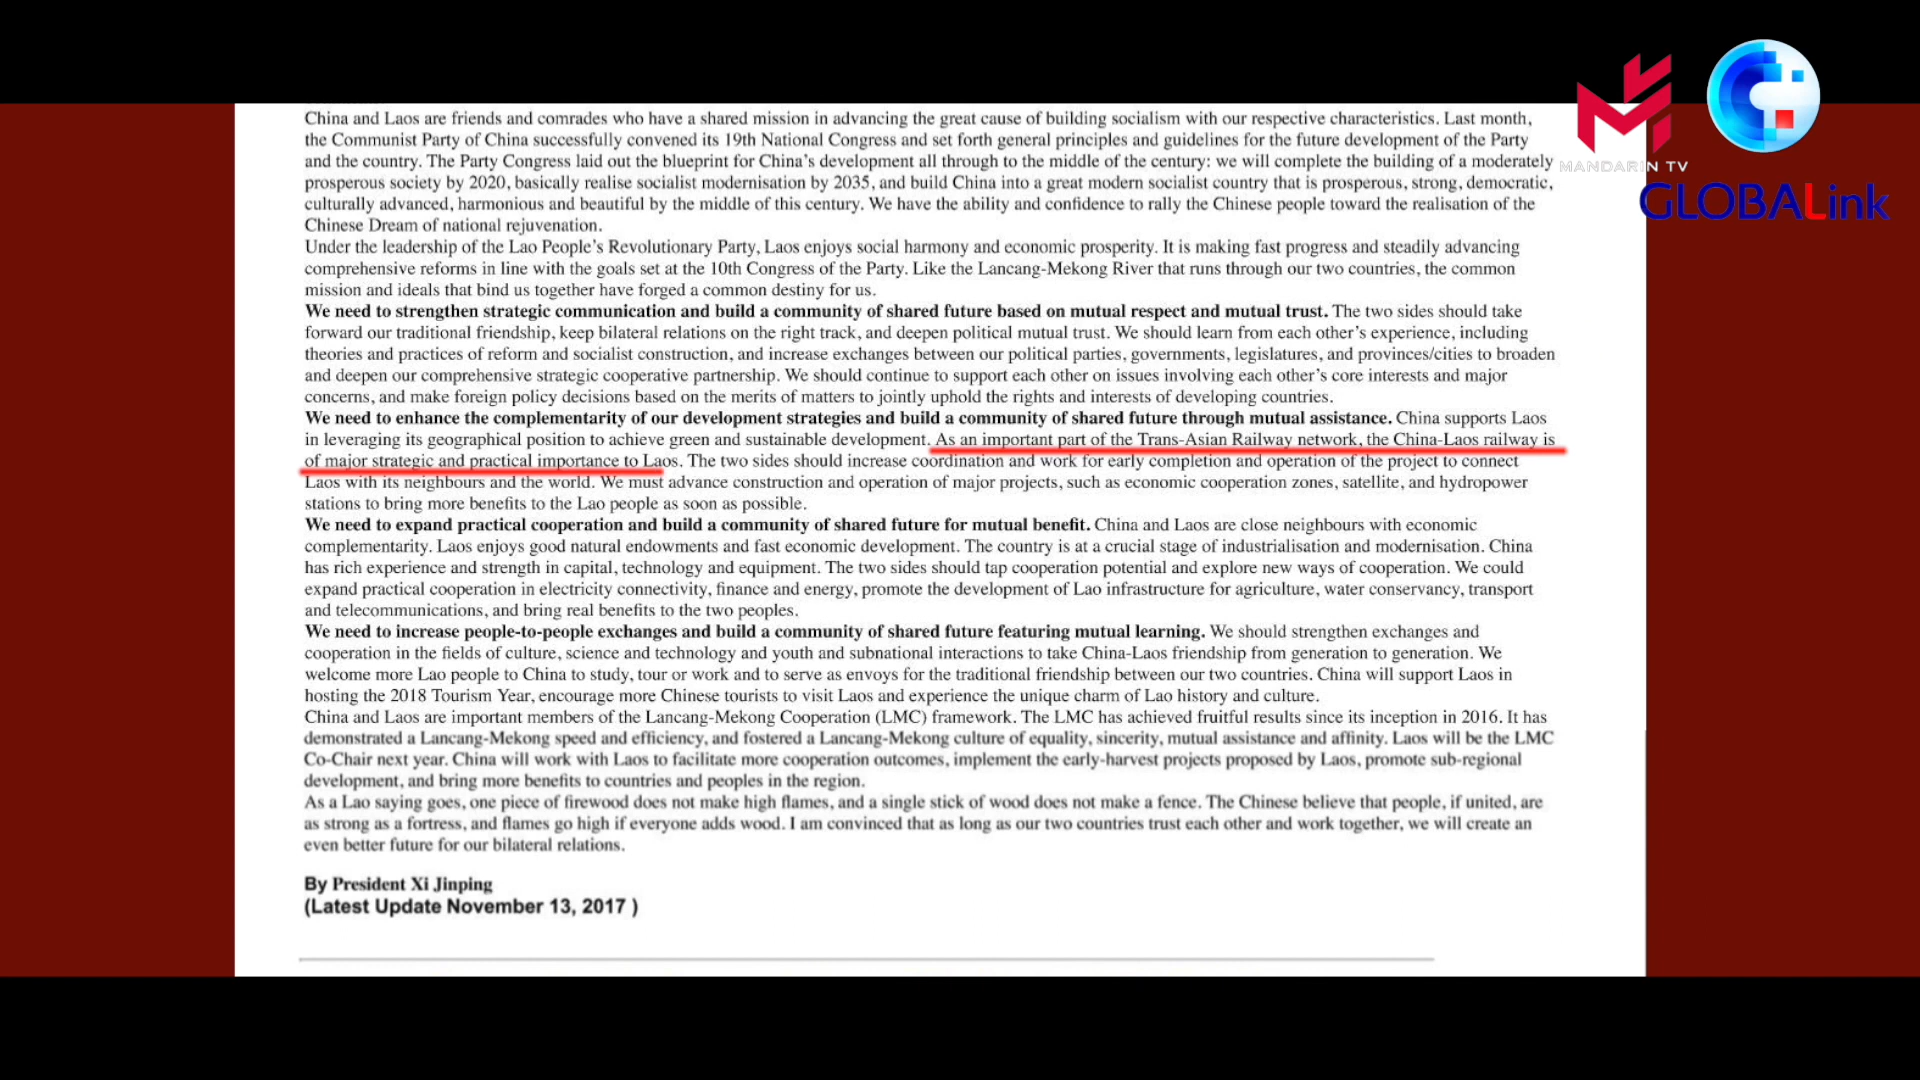 China and Laos are friends and comrades who have a shared mission in advancing the great cause of building socialism with our respective characteristics. Last month,
the Communist Party of China successfully convened its 19th National Congress and set forth general principles and guidelines for the future development of the Party
and the country. The Party Congress laid out the blueprint for China's development all through to the middle of the century: we will complete the building of a moderately
prosperous society by 2020, basically realise socialist modernisation by 2035, and build China into a great modern socialist country that is prosperous, strong, democratic,
culturally advanced, harmonious and beautiful by the middle of this century. We have the ability and confidence to rally the Chinese people toward the realisation of the
Chinese Dream of national rejuvenation.
Under the leadership of the Lao People's Revolutionary Party, Laos enjoys social harmony and economic prosperity. It is making fast progress and steadily advancing
comprehensive reforms in line with the goals set at the 10th Congress of the Party. Like the Lancang-Mekong River that runs through our two countries, the common
mission and ideals that bind us together have forged a common destiny for us.
We need to strengthen strategic communication and build a community of shared future based on mutual respect and mutual trust. The two sides should take
forward our traditional friendship, keep bilateral relations on the right track, and deepen political mutual trust. We should learn from each other's experience, including
theories and practices of reform and socialist construction, and increase exchanges between our political parties, governments, legislatures, and provinces/cities to broaden
and deepen our comprehensive strategic cooperative partnership. We should continue to support each other on issues involving each other's core interests and major
concerns, and make foreign policy decisions based on the merits of matters to jointly uphold the rights and interests of developing countries.
We need to enhance the complementarity of our development strategies and build a community of shared future through mutual assistance. China supports Laos
in leveraging its geographical position to achieve green and sustainable development. As an important part of the Trans-Asian Railway network, the China-Laos railway is
of major strategic and practical importance to Laos. The two sides should increase coordination and work for early completion and operation of the project to connect
Laos with its neighbours and the world. We must advance construction and operation of major projects, such as economic cooperation zones, satellite, and hydropower
stations to bring more benefits to the Lao people as soon as possible.
We need to expand practical cooperation and build a community of shared future for mutual benefit. China and Laos are close neighbours with economic
complementarity. Laos enjoys good natural endowments and fast economic development. The country is at a crucial stage of industrialisation and modernisation. China
has rich experience and strength in capital, technology and equipment. The two sides should tap cooperation potential and explore new ways of cooperation. We could
expand practical cooperation in electricity connectivity, finance and energy, promote the development of Lao infrastructure for agriculture, water conservancy, transport
and telecommunications, and bring real benefits to the two peoples.
We need to increase people-to-people exchanges and build a community of shared future featuring mutual learning. We should strengthen exchanges and
cooperation in the fields of culture, science and technology and youth and subnational interactions to take China-Laos friendship from generation to generation. We
welcome more Lao people to China to study, tour or work and to serve as envoys for the traditional friendship between our two countries. China will support Laos in
hosting the 2018 Tourism Year, encourage more Chinese tourists to visit Laos and experience the unique charm of Lao history and culture.
China and Laos are important members of the Lancang-Mekong Cooperation (LMC) framework. The LMC has achieved fruitful results since its inception in 2016. It has
demonstrated a Lancang-Mekong speed and efficiency, and fostered a Lancang-Mekong culture of equality, sincerity, mutual assistance and affinity. Laos will be the LMC
Co-Chair next year. China will work with Laos to facilitate more cooperation outcomes, implement the early-harvest projects proposed by Laos, promote sub-regional
development, and bring more benefits to countries and peoples in the region.
As a Lao saying goes, one piece of firewood does not make high flames, and a single stick of wood does not make a fence. The Chinese believe that people, if united, are
as strong as a fortress, and flames go high if everyone adds wood. I am convinced that as long as our two countries trust each other and work together, we will create an
even better future for our bilateral relations.
By President Xi Jinping
(Latest Update November 13, 2017 )
MANDARIN TV
GLOBALink